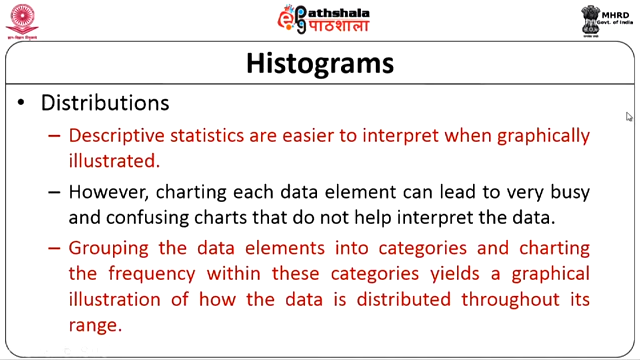 Pathshala
पाठशाला
MHRD
Govt. of India
Histograms
• Distributions
– Descriptive statistics are easier to interpret when graphically
illustrated.
– However, charting each data element can lead to very busy
and confusing charts that do not help interpret the data.
– Grouping the data elements into categories and charting
the frequency within these categories yields a graphical
illustration of how the data is distributed throughout its
range.